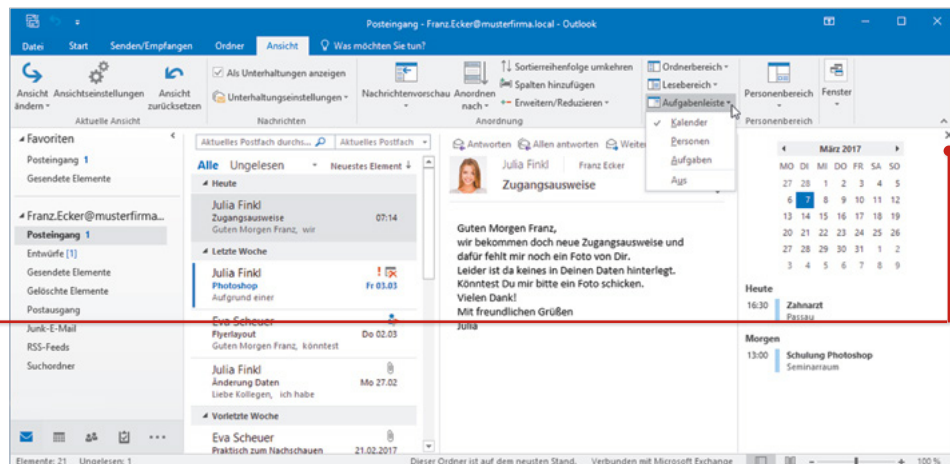 Posteingang - Franz.Ecker@musterfirma.local - Outlook
Datei Start Senden/Empfangen Ordner Ansicht Was möchten Sie tun?
Ansicht ändern
Ansichtseinstellungen
Ansicht zurücksetzen
Aktuelle Ansicht
Als Unterhaltungen anzeigen
Unterhaltungseinstellungen
Nachrichten
Nachrichtenvorschau
Anordnen nach
Sortierreihenfolge umkehren
Spalten hinzufügen
Erweitern/Reduzieren
Anordnung
Ordnerbereich
Lesebereich
Aufgabenliste
Kalender
Personen
Aufgaben
Aus
Personenbereich
Fenster
Personenbereich
Favoriten
Posteingang 1
Gesendete Elemente
Franz.Ecker@musterfirma...
Posteingang 1
Entwürfe [1]
Gesendete Elemente
Gelöschte Elemente
Postausgang
Junk-E-Mail
RSS-Feeds
Suchordner
Aktuelles Postfach durchs... Aktuelles Postfach
Alle Ungelesen Neuestes Element
Heute
Julia Finkl
Zugangsausweise 07:14
Guten Morgen Franz, wir
Letzte Woche
Julia Finkl
Photoshop Fr 03.03
Aufgrund einer
Eva Scheuer
Flyerlayout Do 02.03
Guten Morgen Franz, könntest
Julia Finkl
Änderung Daten Mo 27.02
Liebe Kollegen, ich habe
Vorletzte Woche
Eva Scheuer
Praktisch zum Nachschauen 21.02.2017
Antworten Allen antworten Weite
Julia Finkl Franz Ecker
Zugangsausweise
Guten Morgen Franz,
wir bekommen doch neue Zugangsausweise und
dafür fehlt mir noch ein Foto von Dir.
Leider ist da keines in Deinen Daten hinterlegt.
Könntest Du mir bitte ein Foto schicken.
Vielen Dank!
Mit freundlichen Grüßen
Julia
März 2017
MO DI MI DO FR SA SO
27 28 1 2 3 4 5
6 7 8 9 10 11 12
13 14 15 16 17 18 19
20 21 22 23 24 25 26
27 28 29 30 31 1 2
3 4 5 6 7 8 9
Heute
16:30 Zahnarzt
Passau
Morgen
13:00 Schulung Photoshop
Seminarraum
Elemente: 21 Ungelesen: 1 Dieser Ordner ist auf dem neusten Stand. Verbunden mit Microsoft Exchange 100 %